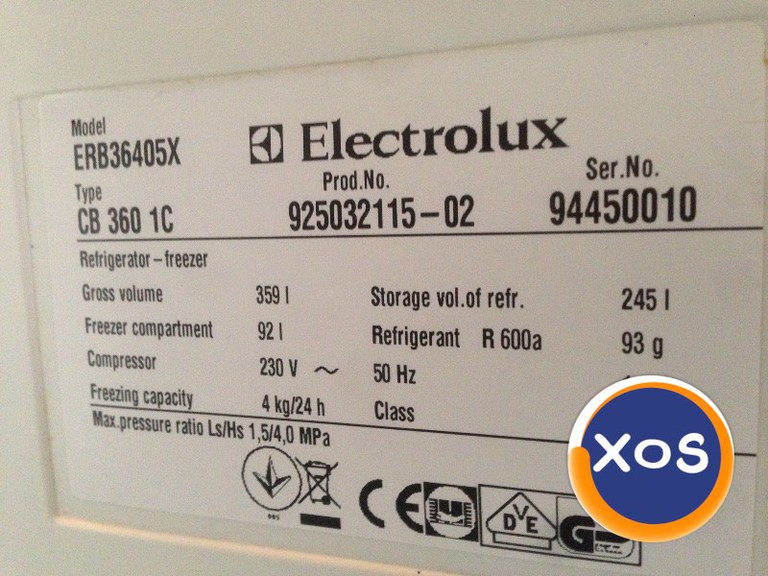 Model
ERB36405X
Electrolux
Type
CB 360 1C
Prod.No.
925032115-02
Ser.No.
94450010
Refrigerator-freezer
Gross volume 359 l Storage vol.of refr. 245 l
Freezer compartment 92 l Refrigerant R 600a 93 g
Compressor 230 V ~ 50 Hz
Freezing capacity 4 kg/24 h Class
Max.pressure ratio Ls/Hs 1,5/4,0 MPa
CE
DVE
GS
XOS